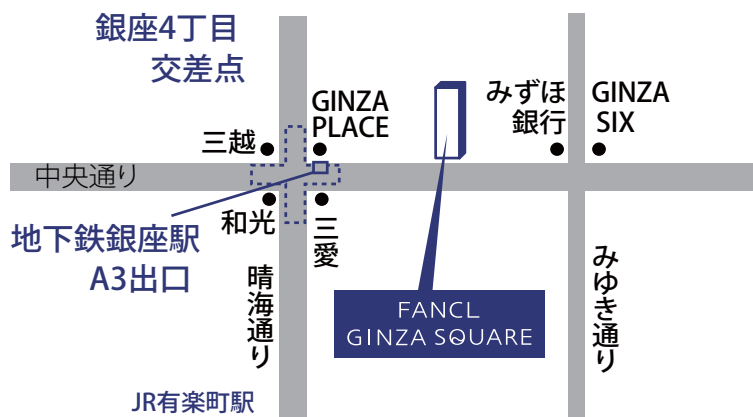 銀座4丁目
交差点
GINZA
PLACE
みずほ
銀行
GINZA
SIX
三越
中央通り
和光
三愛
地下鉄銀座駅
A3出口
晴海通り
みゆき通り
FANCL
GINZA SQUARE
JR有楽町駅